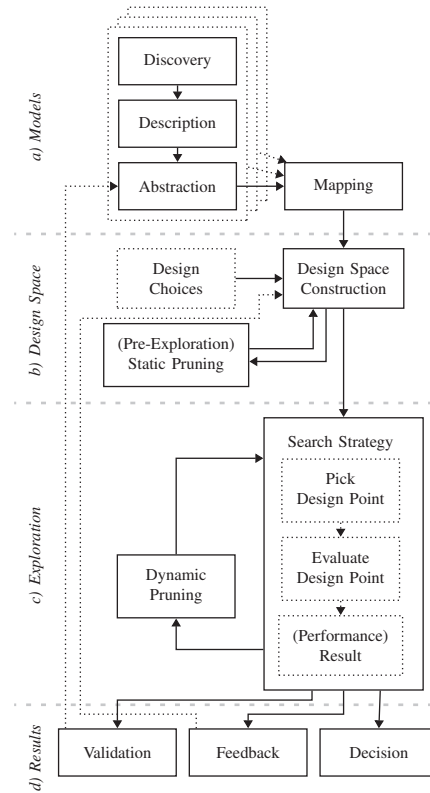 a) Models
Discovery
Description
Abstraction
Mapping
b) Design Space
Design
Choices
Design Space
Construction
(Pre-Exploration)
Static Pruning
c) Exploration
Search Strategy
Pick
Design Point
Evaluate
Design Point
Dynamic
Pruning
(Performance)
Result
d) Results
Validation
Feedback
Decision